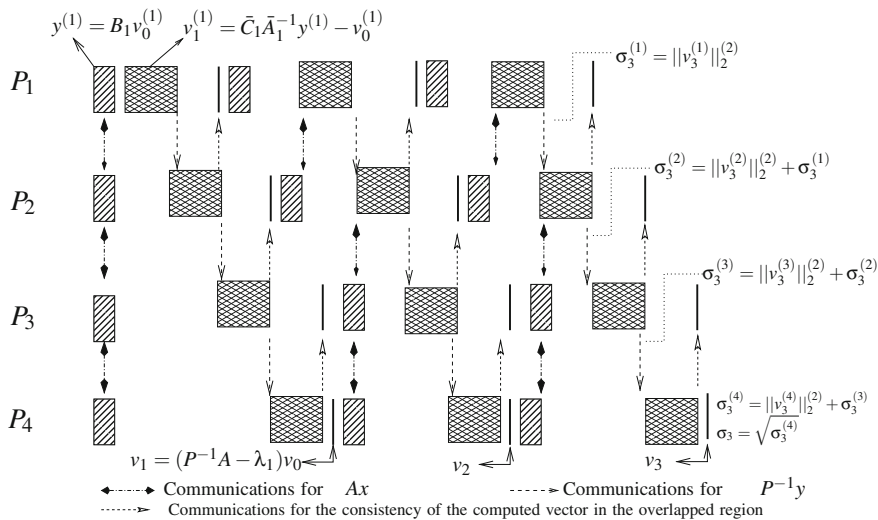 y^{(1)} = B_1 v_0^{(1)}
v_1^{(1)} = \bar{C}_1 \bar{A}_1^{-1} y^{(1)} - v_0^{(1)}
σ_3^{(1)} = ||v_3^{(1)}||_2^{(2)}
P_1
σ_3^{(2)} = ||v_3^{(2)}||_2^{(2)} + σ_3^{(1)}
P_2
σ_3^{(3)} = ||v_3^{(3)}||_2^{(2)} + σ_3^{(2)}
P_3
P_4
σ_3^{(4)} = ||v_3^{(4)}||_2^{(2)} + σ_3^{(3)}
σ_3 = \sqrt{σ_3^{(4)}}
v_1 = (P^{-1}A - λ_1)v_0
v_2
v_3
Communications for Ax
Communications for P^{-1}y
Communications for the consistency of the computed vector in the overlapped region